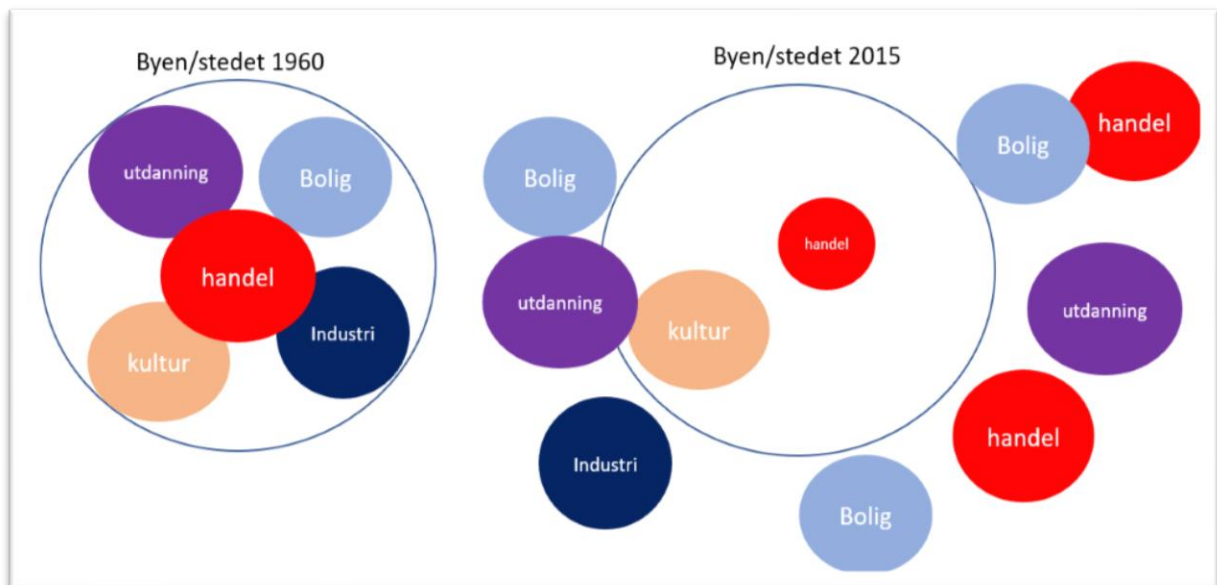 Byen/stedet 1960
utdanning
Bolig
handel
Industri
kultur
Byen/stedet 2015
Bolig
handel
Bolig
handel
utdanning
utdanning
kultur
handel
Industri
Bolig